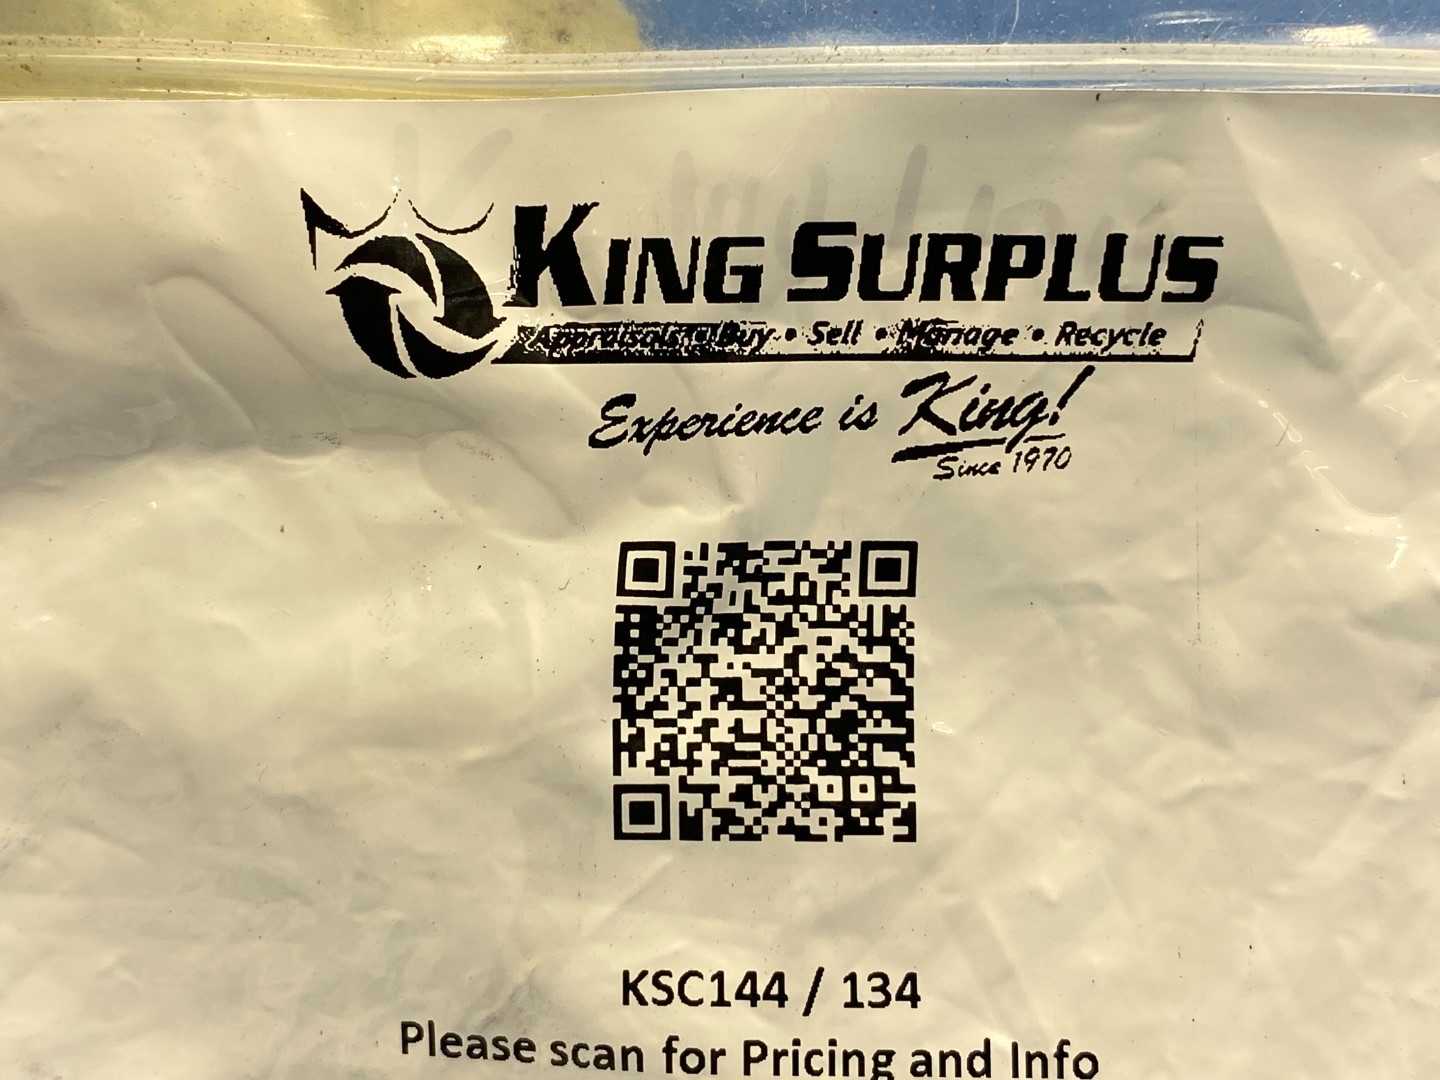 KING SURPLUS
Appraisals • Buy • Sell • Manage • Recycle
Experience is King!
Since 1970
KSC144 / 134
Please scan for Pricing and Info